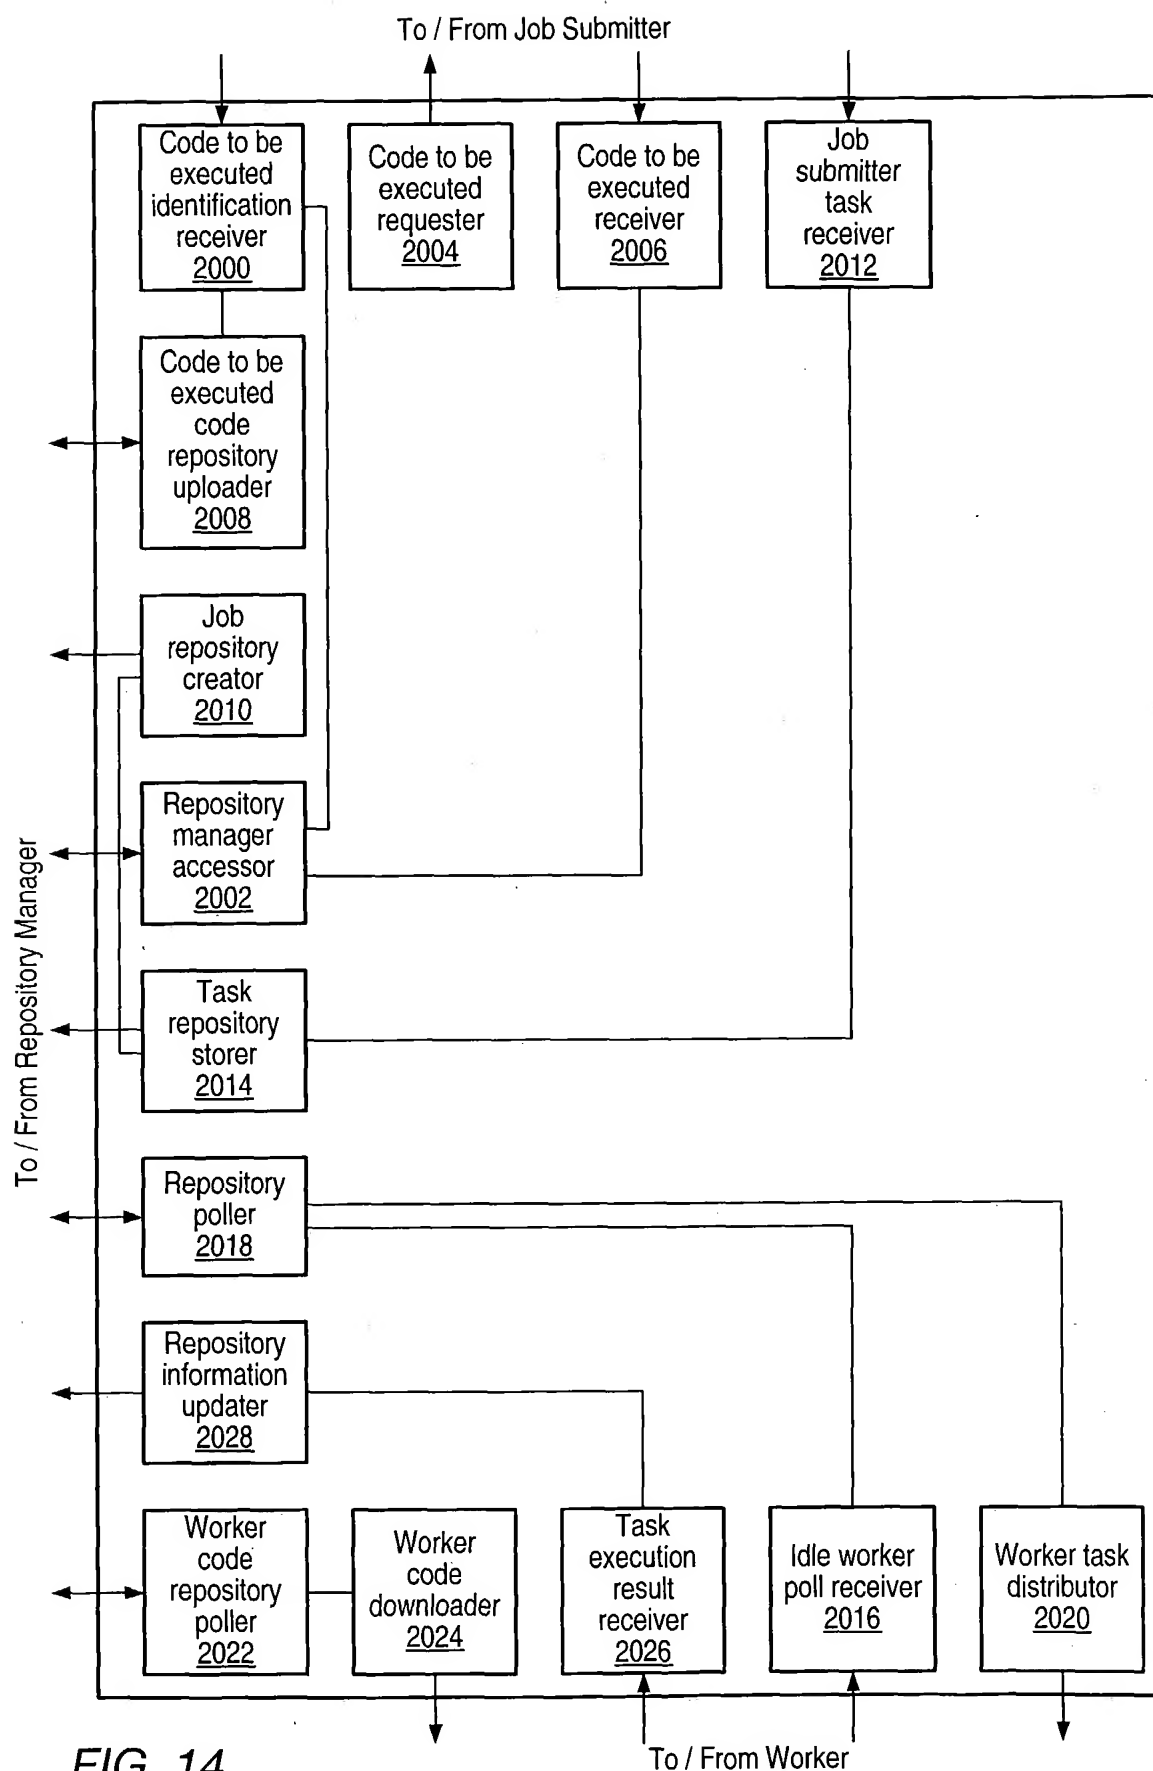 To / From Job Submitter
Code to be
executed
identification
receiver
2000
Code to be
executed
requester
2004
Code to be
executed
receiver
2006
Job
submitter
task
receiver
2012
Code to be
executed
code
repository
uploader
2008
Job
repository
creator
2010
Repository
manager
accessor
2002
To / From Repository Manager
Task
repository
storer
2014
Repository
poller
2018
Repository
information
updater
2028
Worker
code
repository
poller
2022
Worker
code
downloader
2024
Task
execution
result
receiver
2026
Idle worker
poll receiver
2016
Worker task
distributor
2020
To / From Worker
FIG. 14